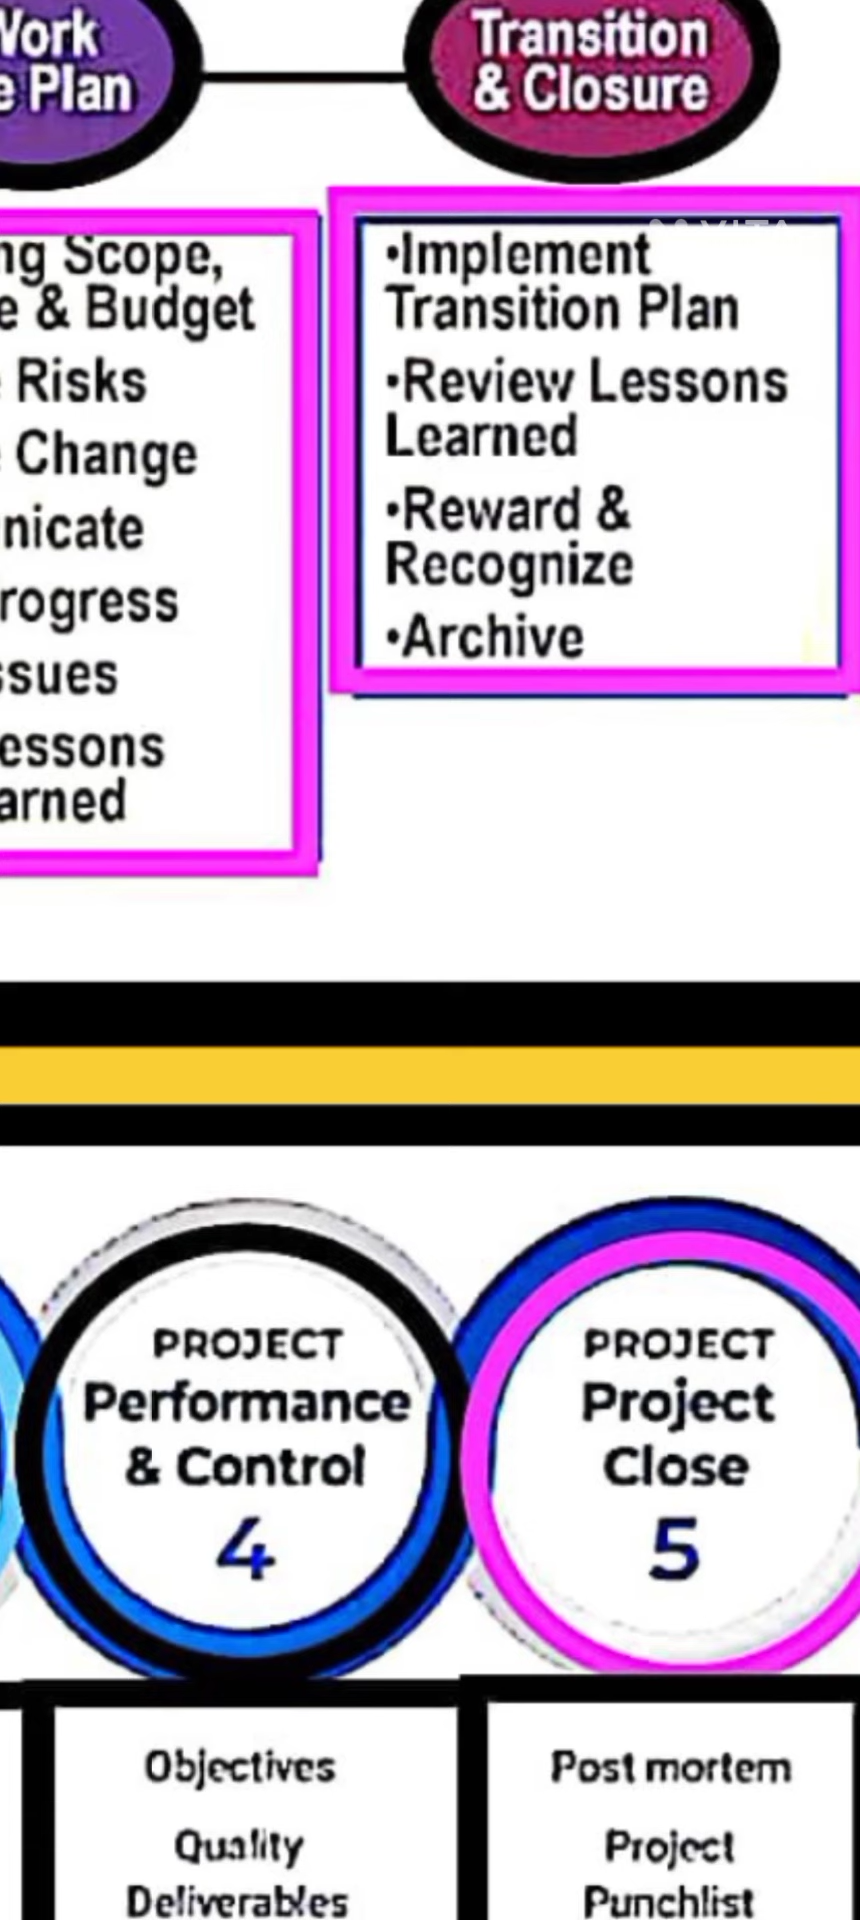 Work
e Plan
Transition
& Closure
ng Scope,
e & Budget
Risks
Change
nicate
rogress
ssues
essons
arned
•Implement
Transition Plan
•Review Lessons
Learned
•Reward &
Recognize
•Archive
PROJECT
Performance
& Control
4
PROJECT
Project
Close
5
Objectives
Quality
Deliverables
Post mortem
Project
Punchlist